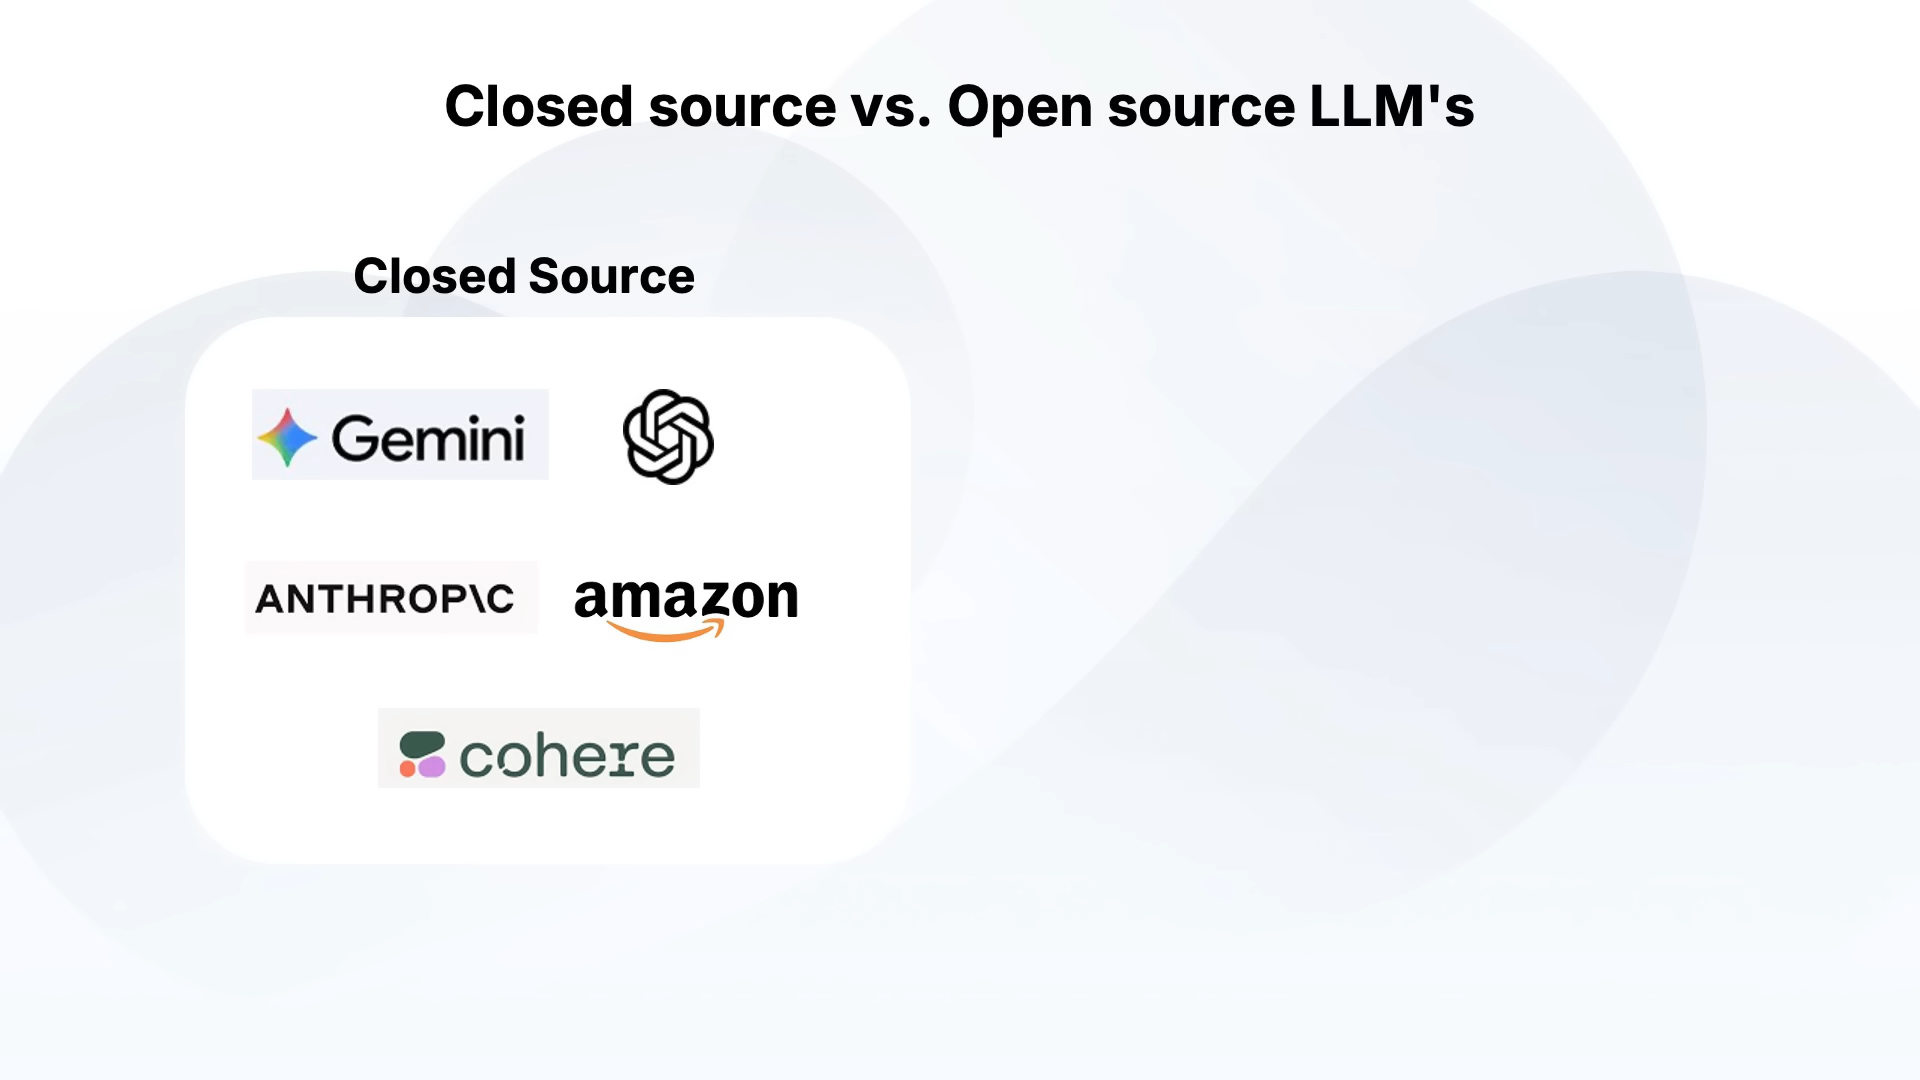 Closed source vs. Open source LLM's
Closed Source
Gemini
ANTHROP\C
amazon
cohere